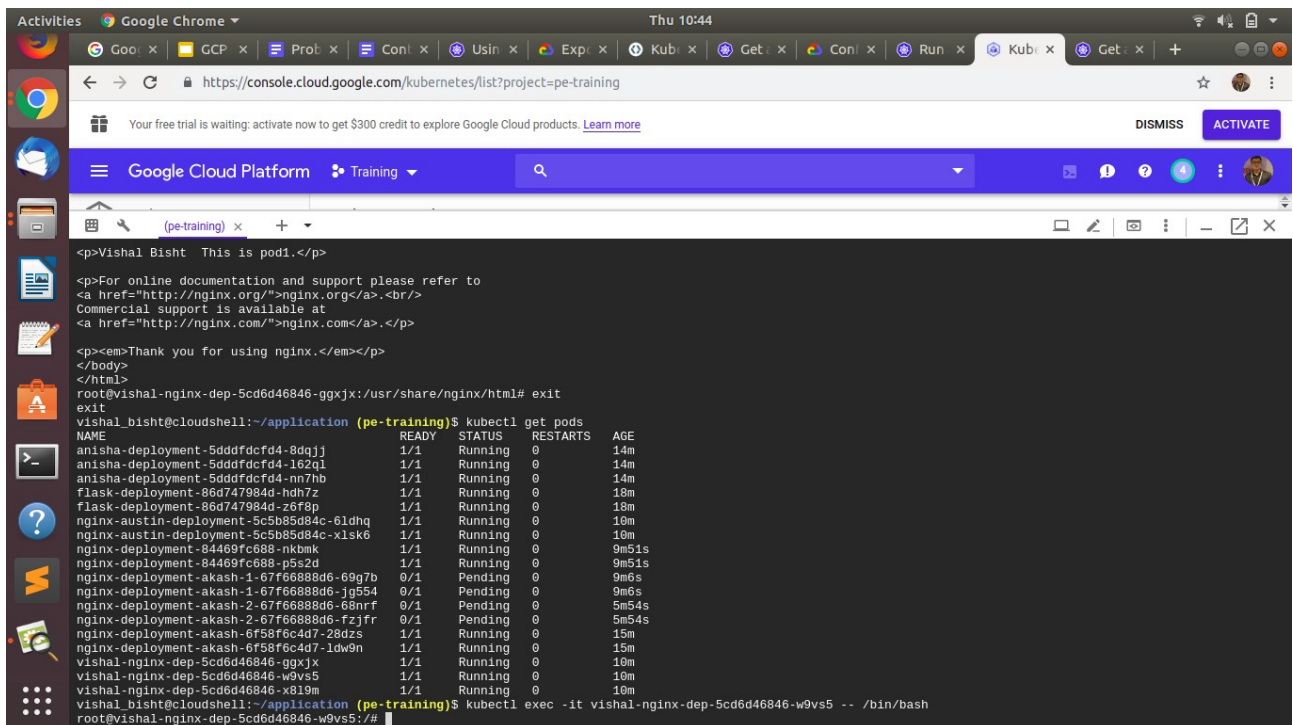 Activities Google Chrome Thu 10:44
Goo GCP Prob Cont Usin Expo Kube Get a Conf Run Kube Get a
https://console.cloud.google.com/kubernetes/list?project=pe-training
Your free trial is waiting: activate now to get $300 credit to explore Google Cloud products. Learn more DISMISS ACTIVATE
Google Cloud Platform Training 4
(pe-training)
<p>Vishal Bisht  This is pod1.</p>
<p>For online documentation and support please refer to
<a href="http://nginx.org/">nginx.org</a>.<br/>
Commercial support is available at
<a href="http://nginx.com/">nginx.com</a>.</p>
<p><em>Thank you for using nginx.</em></p>
</body>
</html>
root@vishal-nginx-dep-5cd6d46846-ggxjx:/usr/share/nginx/html# exit
exit
vishal_bisht@cloudshell:~/application (pe-training)$ kubectl get pods
NAME READY STATUS RESTARTS AGE
anisha-deployment-5dddfdcfd4-8dqjj 1/1 Running 0 14m
anisha-deployment-5dddfdcfd4-l62ql 1/1 Running 0 14m
anisha-deployment-5dddfdcfd4-nn7hb 1/1 Running 0 14m
flask-deployment-86d747984d-hdh7z 1/1 Running 0 18m
flask-deployment-86d747984d-z6f8p 1/1 Running 0 18m
nginx-austin-deployment-5c5b85d84c-6ldhq 1/1 Running 0 10m
nginx-austin-deployment-5c5b85d84c-xlsk6 1/1 Running 0 10m
nginx-deployment-84469fc688-nkbmk 1/1 Running 0 9m51s
nginx-deployment-84469fc688-p5s2d 1/1 Running 0 9m51s
nginx-deployment-akash-1-67f66888d6-69g7b 0/1 Pending 0 9m6s
nginx-deployment-akash-1-67f66888d6-jg554 0/1 Pending 0 9m6s
nginx-deployment-akash-2-67f66888d6-68nrf 0/1 Pending 0 5m54s
nginx-deployment-akash-2-67f66888d6-fzjfr 0/1 Pending 0 5m54s
nginx-deployment-akash-6f58f6c4d7-28dzs 1/1 Running 0 15m
nginx-deployment-akash-6f58f6c4d7-ldw9n 1/1 Running 0 15m
vishal-nginx-dep-5cd6d46846-ggxjx 1/1 Running 0 10m
vishal-nginx-dep-5cd6d46846-w9vs5 1/1 Running 0 10m
vishal-nginx-dep-5cd6d46846-x8l9m 1/1 Running 0 10m
vishal_bisht@cloudshell:~/application (pe-training)$ kubectl exec -it vishal-nginx-dep-5cd6d46846-w9vs5 -- /bin/bash
root@vishal-nginx-dep-5cd6d46846-w9vs5:/#